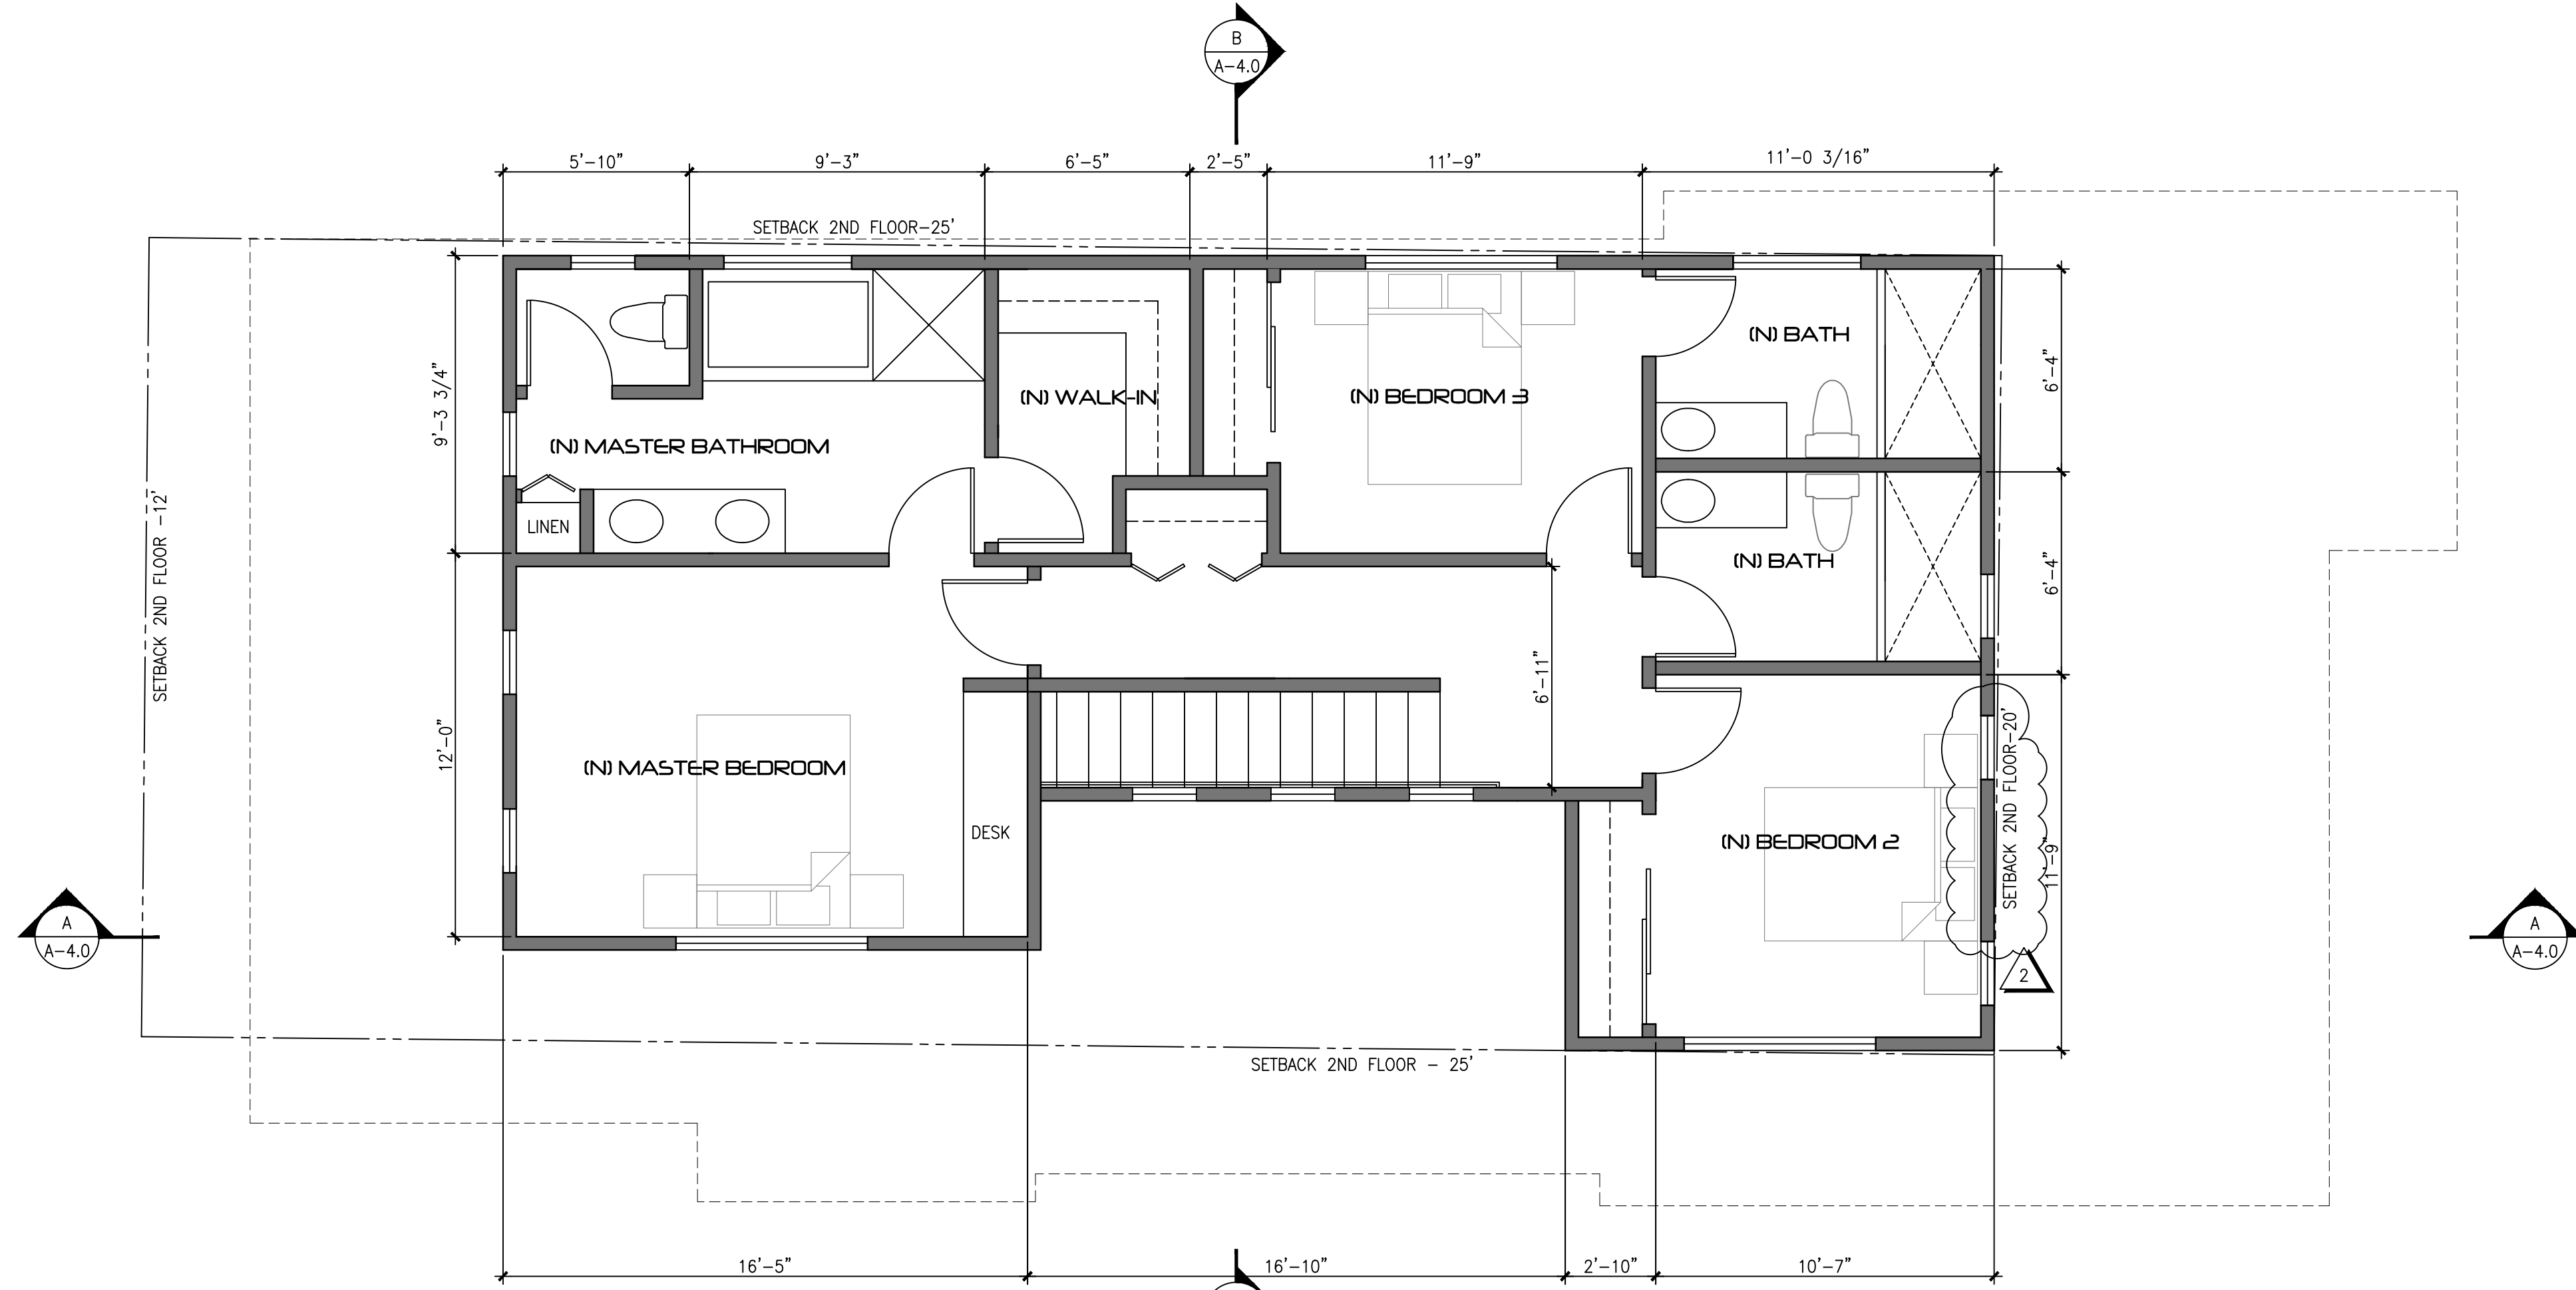 B
A-4.0
5'-10"
9'-3"
6'-5"
2'-5"
11'-9"
11'-0 3/16"
SETBACK 2ND FLOOR-25'
(N) BATH
6'-4"
9'-3 3/4"
(N) WALK-IN
(N) BEDROOM 3
(N) MASTER BATHROOM
LINEN
SETBACK 2ND FLOOR -12'
(N) BATH
6'-4"
6'-11"
12'-0"
(N) MASTER BEDROOM
DESK
(N) BEDROOM 2
SETBACK 2ND FLOOR-20'
11'-9"
A
A-4.0
A
A-4.0
2
SETBACK 2ND FLOOR - 25'
16'-5"
16'-10"
2'-10"
10'-7"